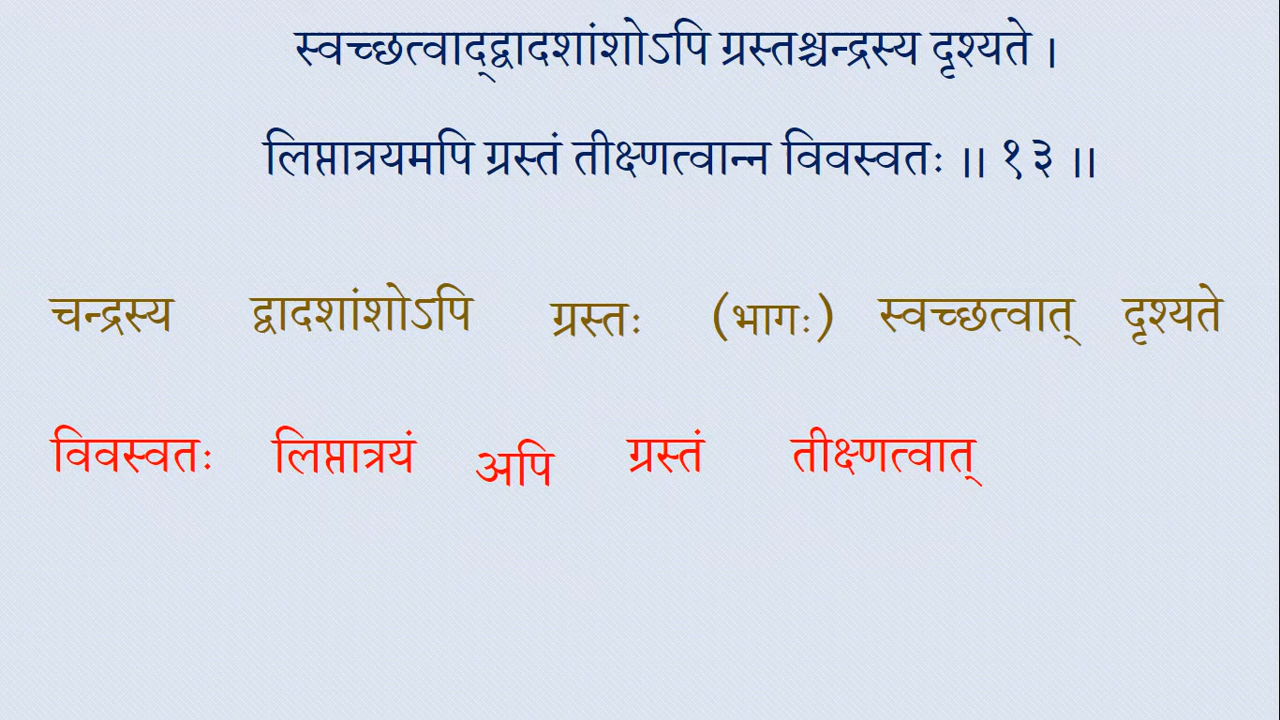 स्वच्छत्वाद्द्वादशांशोऽपि ग्रस्तश्चन्द्रस्य दृश्यते ।
लिप्तात्रयमपि ग्रस्तं तीक्ष्णत्वान्न विवस्वतः ॥ १३ ॥
चन्द्रस्य द्वादशांशोऽपि ग्रस्तः (भागः) स्वच्छत्वात् दृश्यते
विवस्वतः लिप्तात्रयं अपि ग्रस्तं तीक्ष्णत्वात्